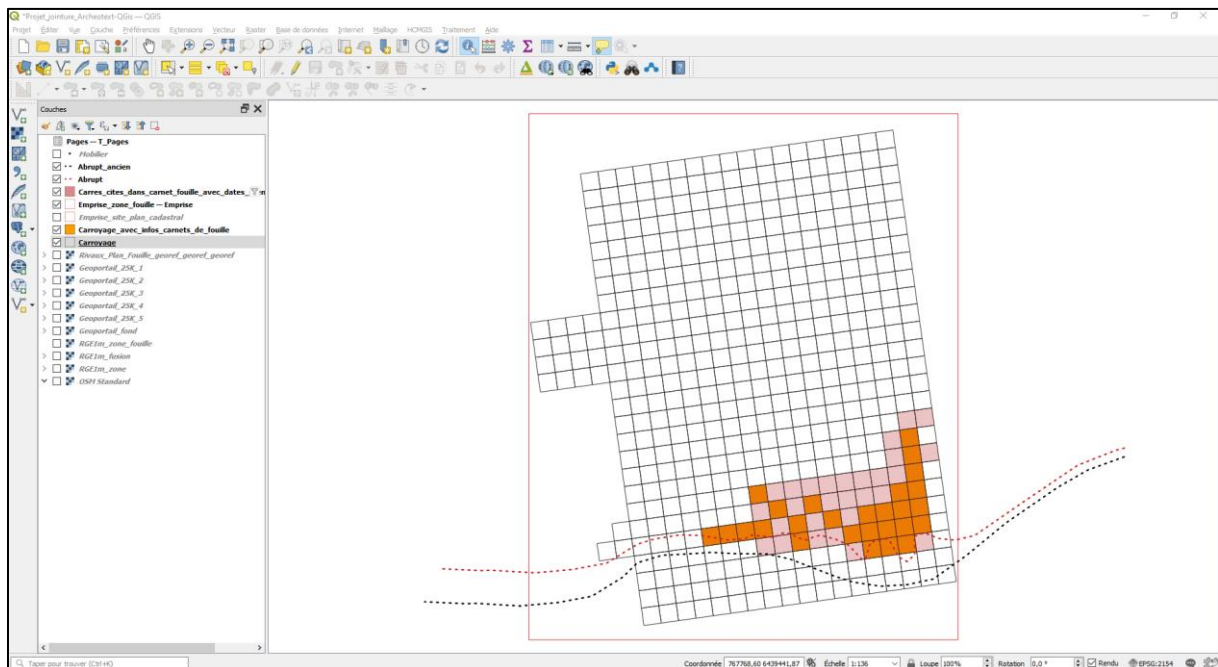 *Projet_jointure_Archeotext-QGis — QGIS
Projet Éditer Vue Couche Préférences Extensions Vecteur Raster Base de données Internet Maillage HCMGIS Traitement Aide
Couches
Pages — T_Pages
Mobilier
Abrupt_ancien
Abrupt
Carres_cites_dans_carnet_fouille_avec_dates_
Emprise_zone_fouille — Emprise
Emprise_site_plan_cadastral
Carroyage_avec_infos_carnets_de_fouille
Carroyage
Rivaux_Plan_Fouille_georef_georef_georef
Geoportail_25K_1
Geoportail_25K_2
Geoportail_25K_3
Geoportail_25K_4
Geoportail_25K_5
Geoportail_fond
RGE1m_zone_fouille
RGE1m_fusion
RGE1m_zone
OSM Standard
Taper pour trouver (Ctrl+K)
Coordonnée 767768,60 6439441,87 Échelle 1:136 Loupe 100% Rotation 0,0 ° Rendu EPSG:2154